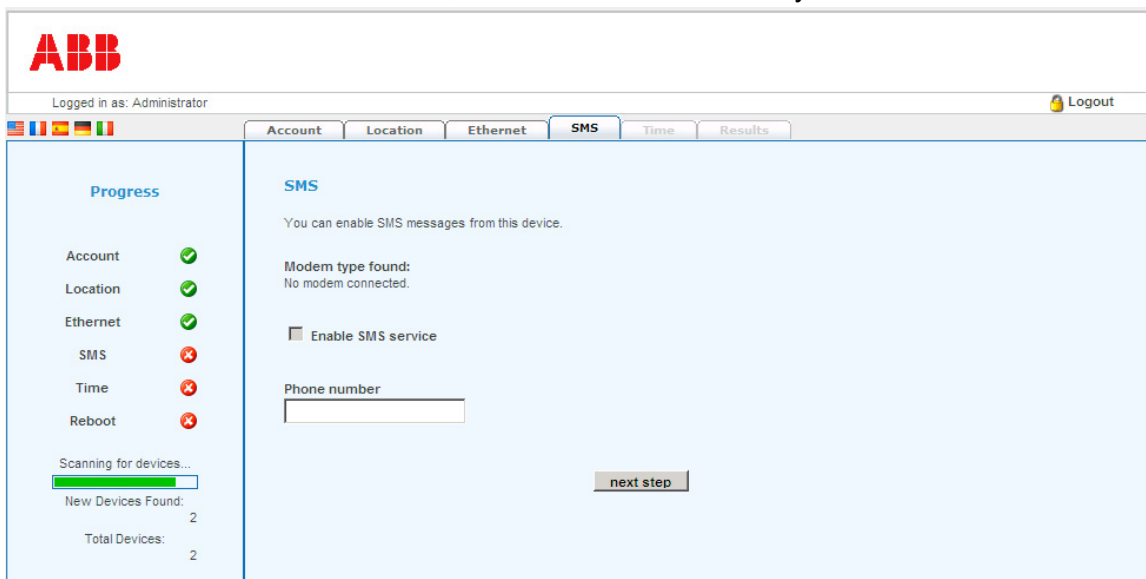 ABB
Logged in as: Administrator
Logout
Account Location Ethernet SMS Time Results
Progress
Account
Location
Ethernet
SMS
Time
Reboot
Scanning for devices...
New Devices Found:
2
Total Devices:
2
SMS
You can enable SMS messages from this device.
Modem type found:
No modem connected.
Enable SMS service
Phone number
next step